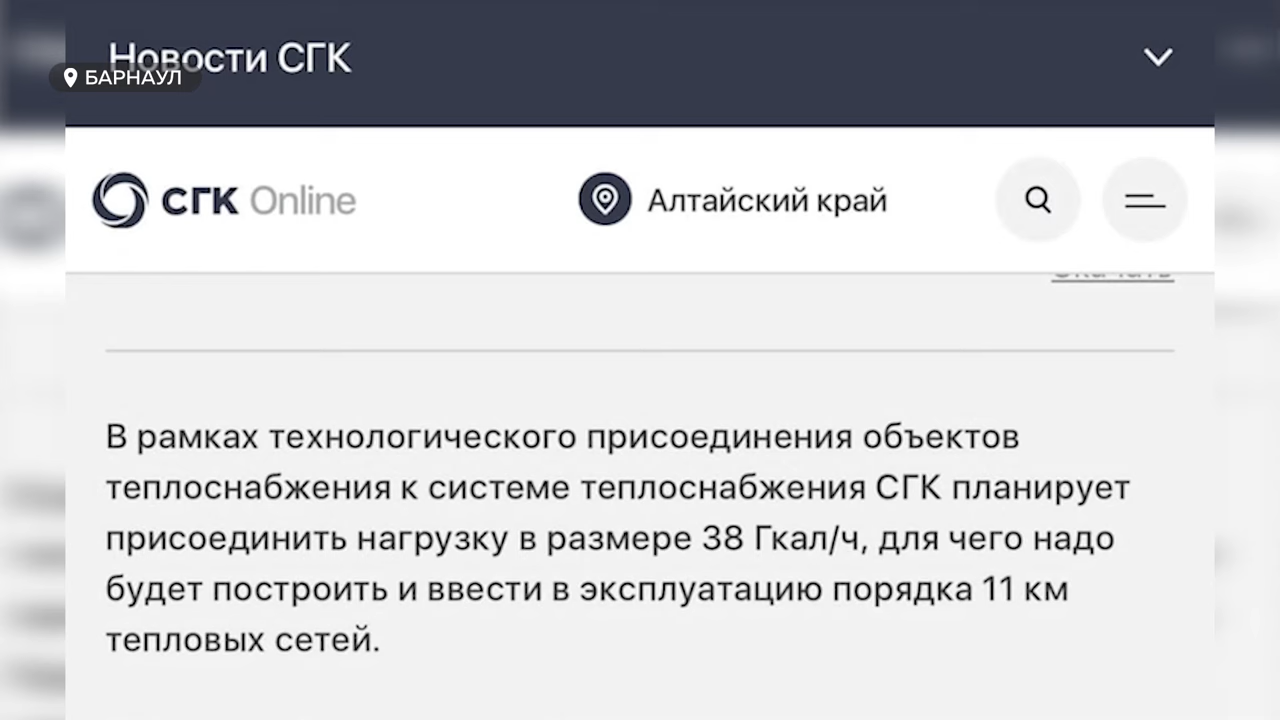 Новости СГК
БАРНАУЛ
СГК Online
Алтайский край
В рамках технологического присоединения объектов
теплоснабжения к системе теплоснабжения СГК планирует
присоединить нагрузку в размере 38 Гкал/ч, для чего надо
будет построить и ввести в эксплуатацию порядка 11 км
тепловых сетей.